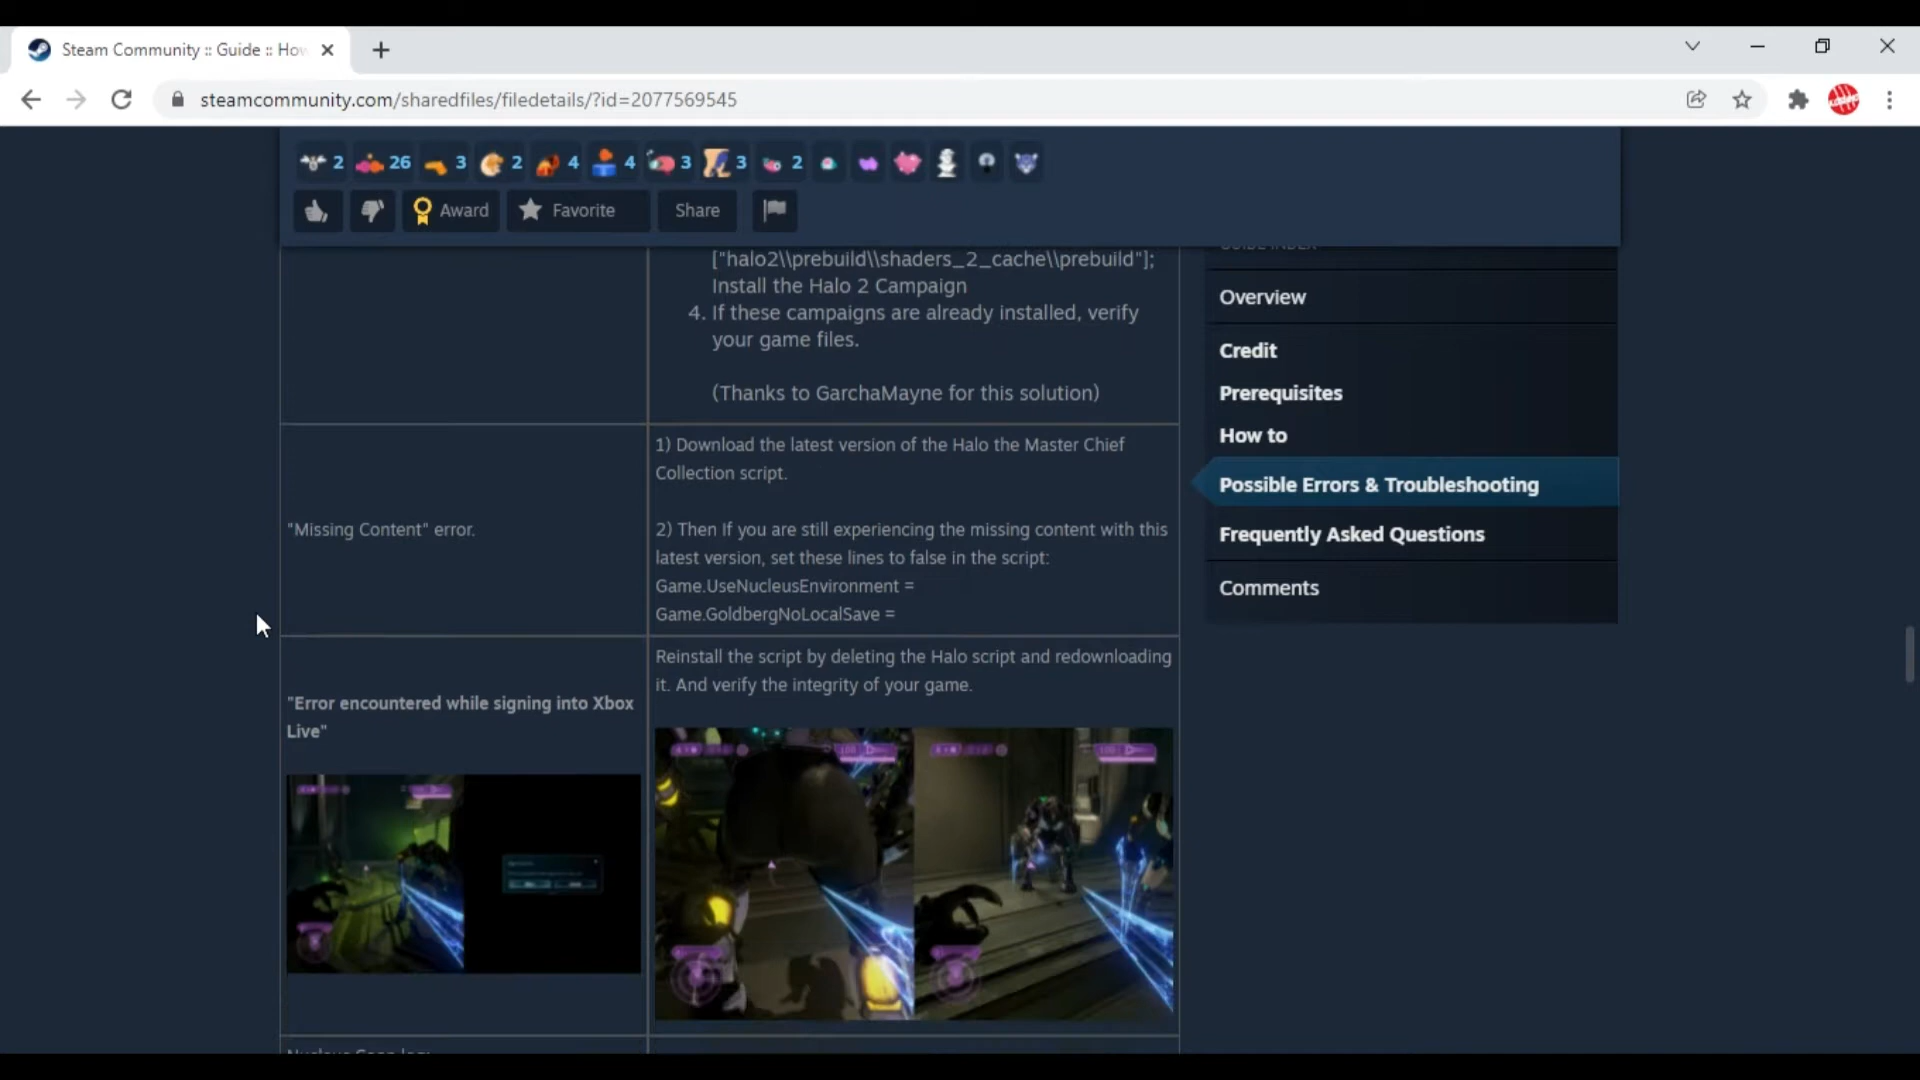 Steam Community :: Guide :: How
steamcommunity.com/sharedfiles/filedetails/?id=2077569545
2 26 3 2 4 4 3 3 2
Award Favorite Share
["halo2\\prebuild\\shaders_2_cache\\prebuild"];
Install the Halo 2 Campaign
4. If these campaigns are already installed, verify
your game files.
(Thanks to GarchaMayne for this solution)
"Missing Content" error.
1) Download the latest version of the Halo the Master Chief
Collection script.
2) Then If you are still experiencing the missing content with this
latest version, set these lines to false in the script:
Game.UseNucleusEnvironment =
Game.GoldbergNoLocalSave =
"Error encountered while signing into Xbox
Live"
Reinstall the script by deleting the Halo script and redownloading
it. And verify the integrity of your game.
GUIDE INDEX
Overview
Credit
Prerequisites
How to
Possible Errors & Troubleshooting
Frequently Asked Questions
Comments